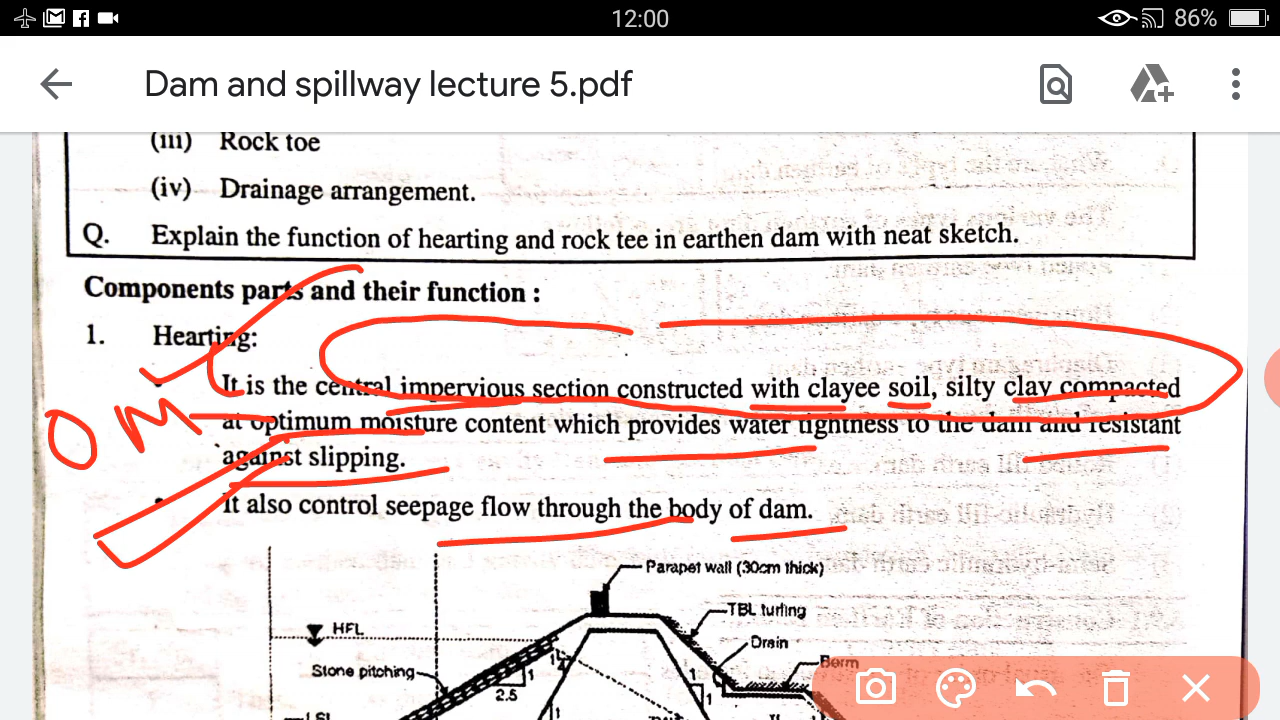 12:00
86%
Dam and spillway lecture 5.pdf
(iii) Rock toe
(iv) Drainage arrangement.
Q. Explain the function of hearting and rock tee in earthen dam with neat sketch.
Components parts and their function :
1. Hearting:
It is the central impervious section constructed with clayee soil, silty clay compacted
at optimum moisture content which provides water tightness to the dam and resistant
against slipping.
It also control seepage flow through the body of dam.
OM
Parapet wall (30cm thick)
TBL turfing
HFL
Drain
Berm
Stone pitching
1
2.5
1
1
1
1